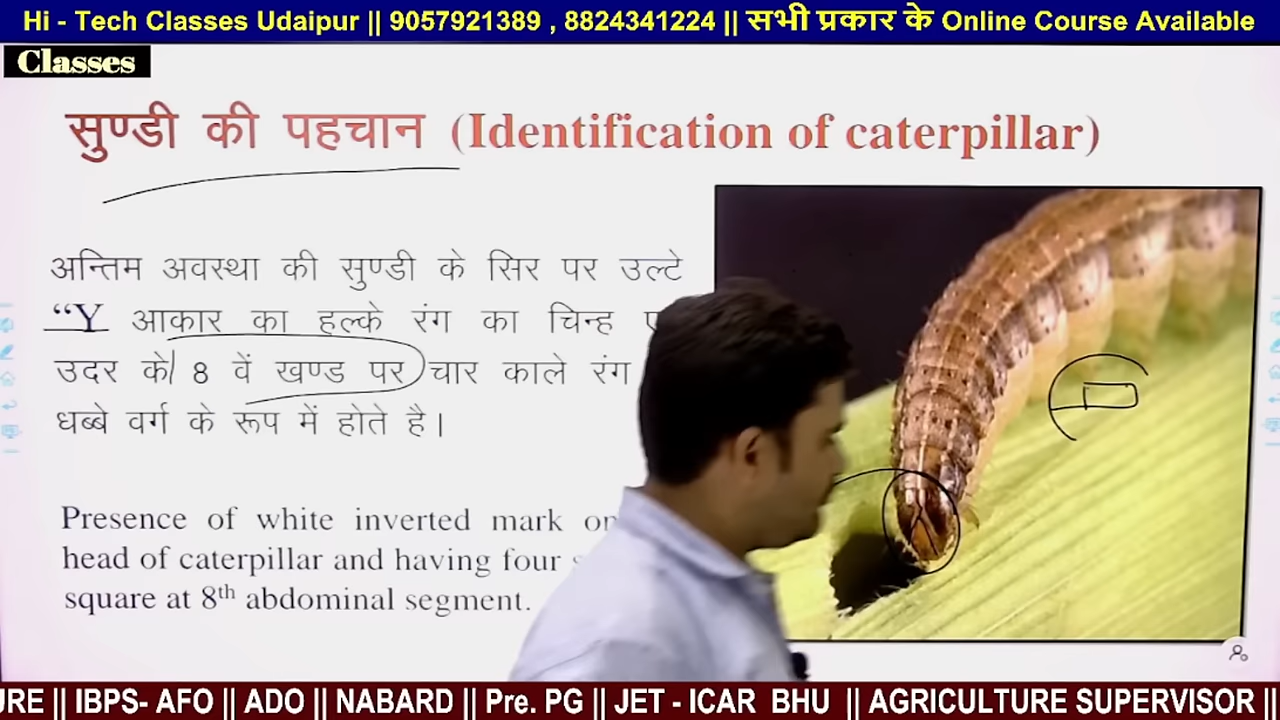 Hi - Tech Classes Udaipur || 9057921389 , 8824341224 || सभी प्रकार के Online Course Available
Classes
सुण्डी की पहचान (Identification of caterpillar)
अन्तिम अवस्था की सुण्डी के सिर पर उल्टे
“Y आकार का हल्के रंग का चिन्ह
उदर के 8 वें खण्ड पर चार काले रंग
धब्बे वर्ग के रूप में होते है।
Presence of white inverted mark on
head of caterpillar and having four
square at 8th abdominal segment.
|| IBPS- AFO || ADO || NABARD || Pre. PG || JET - ICAR BHU || AGRICULTURE SUPERVISOR ||